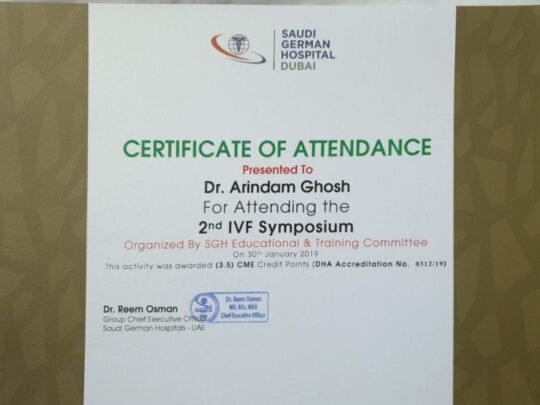 SAUDI
GERMAN
HOSPITAL
DUBAI
CERTIFICATE OF ATTENDANCE
Presented To
Dr. Arindam Ghosh
For Attending the
2nd IVF Symposium
Organized By SGH Educational & Training Committee
On 30th January 2019
This activity was awarded (3.5) CME Credit Points (DHA Accreditation No. 0312/19)
Dr. Reem Osman
Group Chief Executive Officer
Saudi German Hospitals - UAE
Dr. Reem Osman
MD, MSc, MBA
Chief Executive Officer